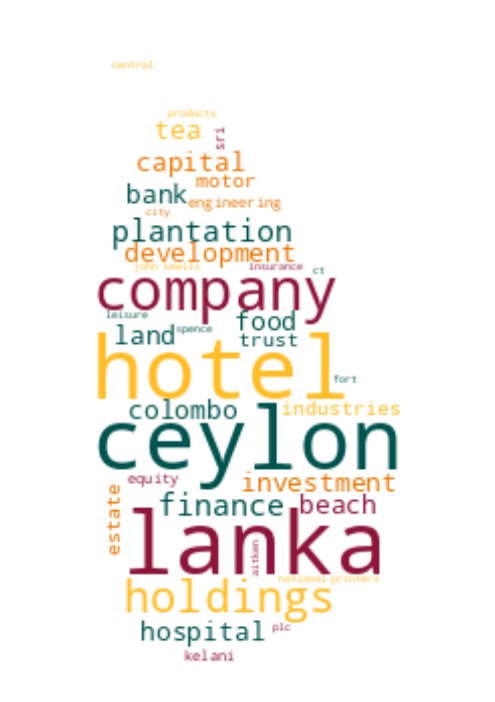 central
products
tea
sri
capital
motor
bank
engineering
city
plantation
development
john keells
insurance
ct
company
leisure
food
land
spence
trust
hotel
fort
colombo
industries
ceylon
equity
investment
estate
finance
beach
lanka
aitken
national printers
holdings
hospital
plc
kelani